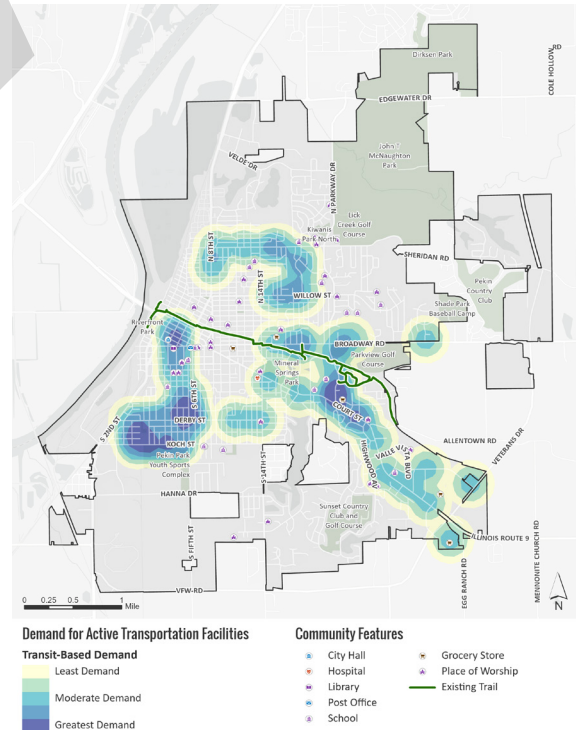 Dirksen Park
COLE HOLLOW RD
EDGEWATER DR
John T
McNaughton
Park
VELDE DR
N PARKWAY DR
Lick
Creek Golf
Course
Kiwanis
Park North
N 8TH ST
SHERIDAN RD
Pekin
Country
Club
N 14TH ST
WILLOW ST
Shade Park
Baseball Camp
Riverfront
Park
BROADWAY RD
Parkview Golf
Course
Mineral
Springs
Park
S 6TH ST
COURT ST
S 2ND ST
DERBY ST
KOCH ST
Pekin Park
Youth Sports
Complex
S 14TH ST
HIGHWOOD AV
VALLE VISTA BLVD
ALLENTOWN RD
VETERANS DR
HANNA DR
Sunset Country
Club and
Golf Course
S FIFTH ST
ILLINOIS ROUTE 9
EGG RANCH RD
MENNONITE CHURCH RD
VFW-RD
0 0.25 0.5 1
Mile
N
Demand for Active Transportation Facilities
Transit-Based Demand
Least Demand
Moderate Demand
Greatest Demand
Community Features
City Hall
Hospital
Library
Post Office
School
Grocery Store
Place of Worship
Existing Trail